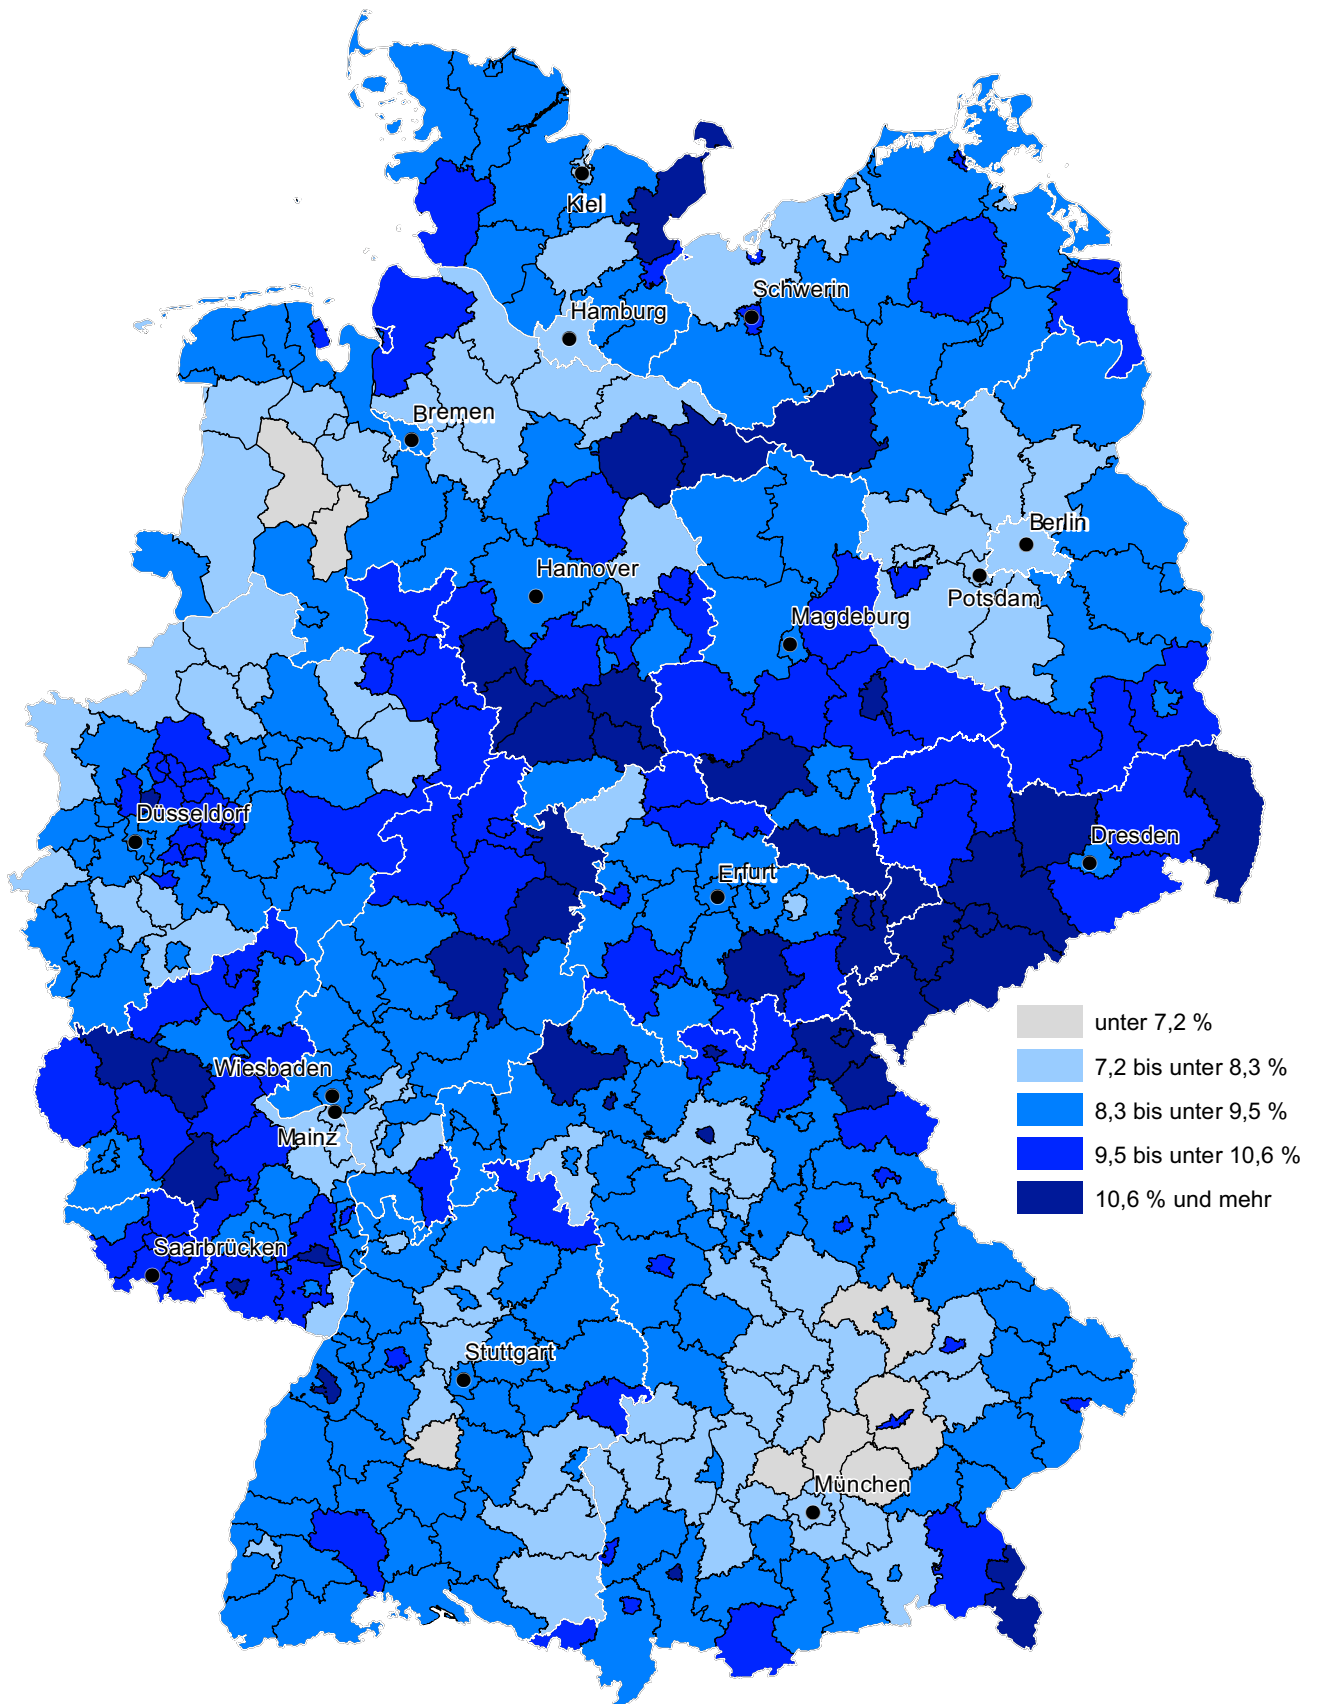 Kiel
Schwerin
Hamburg
Bremen
Berlin
Hannover
Potsdam
Magdeburg
Düsseldorf
Dresden
Erfurt
unter 7,2 %
7,2 bis unter 8,3 %
8,3 bis unter 9,5 %
9,5 bis unter 10,6 %
10,6 % und mehr
Wiesbaden
Mainz
Saarbrücken
Stuttgart
München